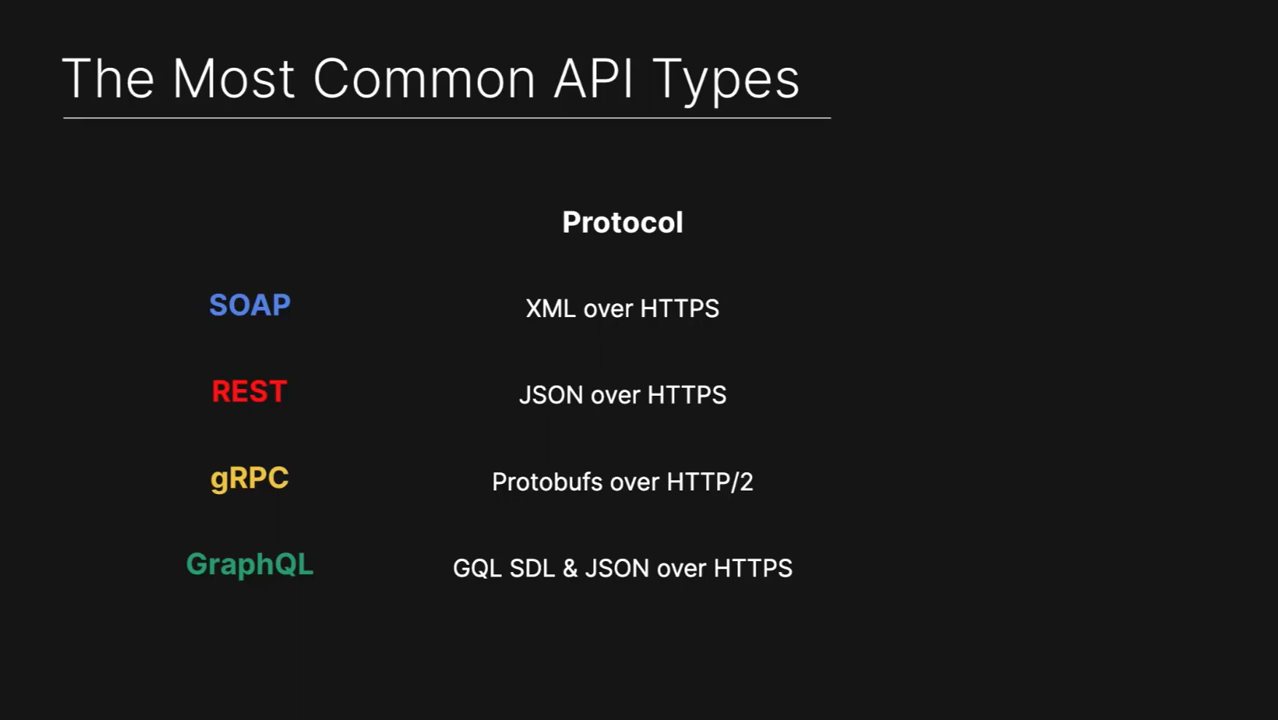 The Most Common API Types
Protocol
SOAP XML over HTTPS
REST JSON over HTTPS
gRPC Protobufs over HTTP/2
GraphQL GQL SDL & JSON over HTTPS